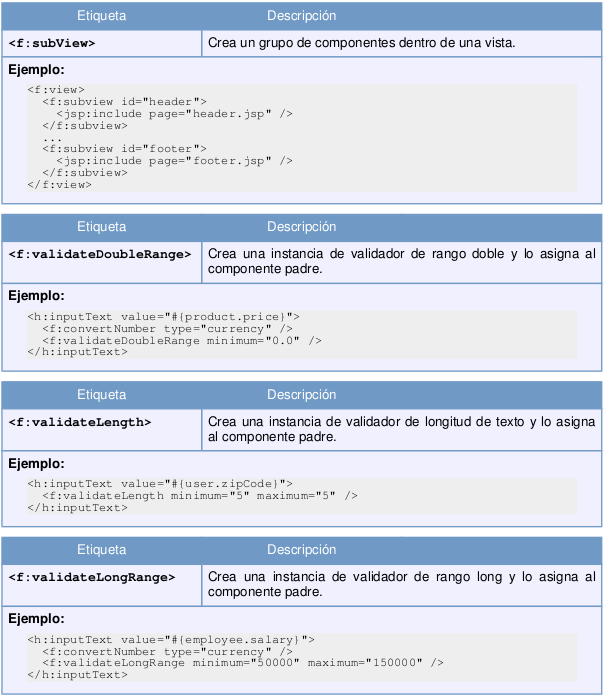 Etiqueta Descripción
<f:subView> Crea un grupo de componentes dentro de una vista.
Ejemplo:
<f:view>
<f:subview id="header">
<jsp:include page="header.jsp" />
</f:subview>
...
<f:subview id="footer">
<jsp:include page="footer.jsp" />
</f:subview>
</f:view>
Etiqueta Descripción
<f:validateDoubleRange> Crea una instancia de validador de rango doble y lo asigna al
componente padre.
Ejemplo:
<h:inputText value="#{product.price}">
<f:convertNumber type="currency" />
<f:validateDoubleRange minimum="0.0" />
</h:inputText>
Etiqueta Descripción
<f:validateLength> Crea una instancia de validador de longitud de texto y lo asigna
al componente padre.
Ejemplo:
<h:inputText value="#{user.zipCode}">
<f:validateLength minimum="5" maximum="5" />
</h:inputText>
Etiqueta Descripción
<f:validateLongRange> Crea una instancia de validador de rango long y lo asigna al
componente padre.
Ejemplo:
<h:inputText value="#{employee.salary}">
<f:convertNumber type="currency" />
<f:validateLongRange minimum="50000" maximum="150000" />
</h:inputText>